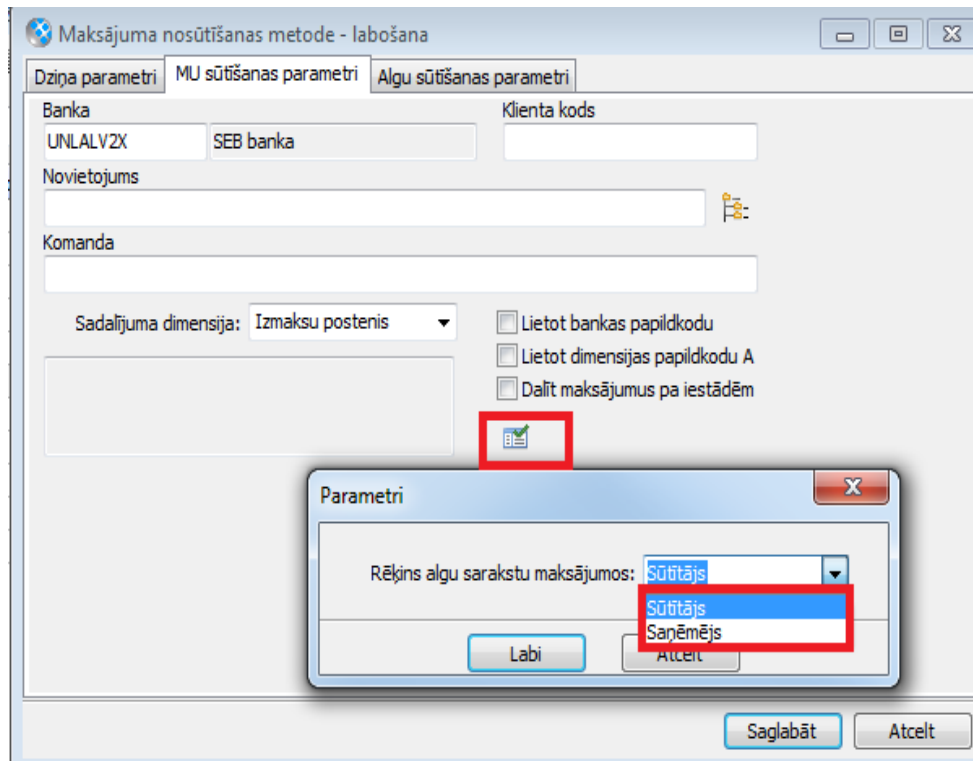 Maksājuma nosūtīšanas metode - labošana
Dziņa parametri MU sūtīšanas parametri Algu sūtīšanas parametri
Banka Klienta kods
UNLALV2X SEB banka
Novietojums
Komanda
Sadalījuma dimensija: Izmaksu postenis Lietot bankas papildkodu
Lietot dimensijas papildkodu A
Dalīt maksājumus pa iestādēm
Parametri
Rēķins algu sarakstu maksājumos: Sūtītājs
Sūtītājs
Saņēmējs
Labi Atcelt
Saglabāt Atcelt